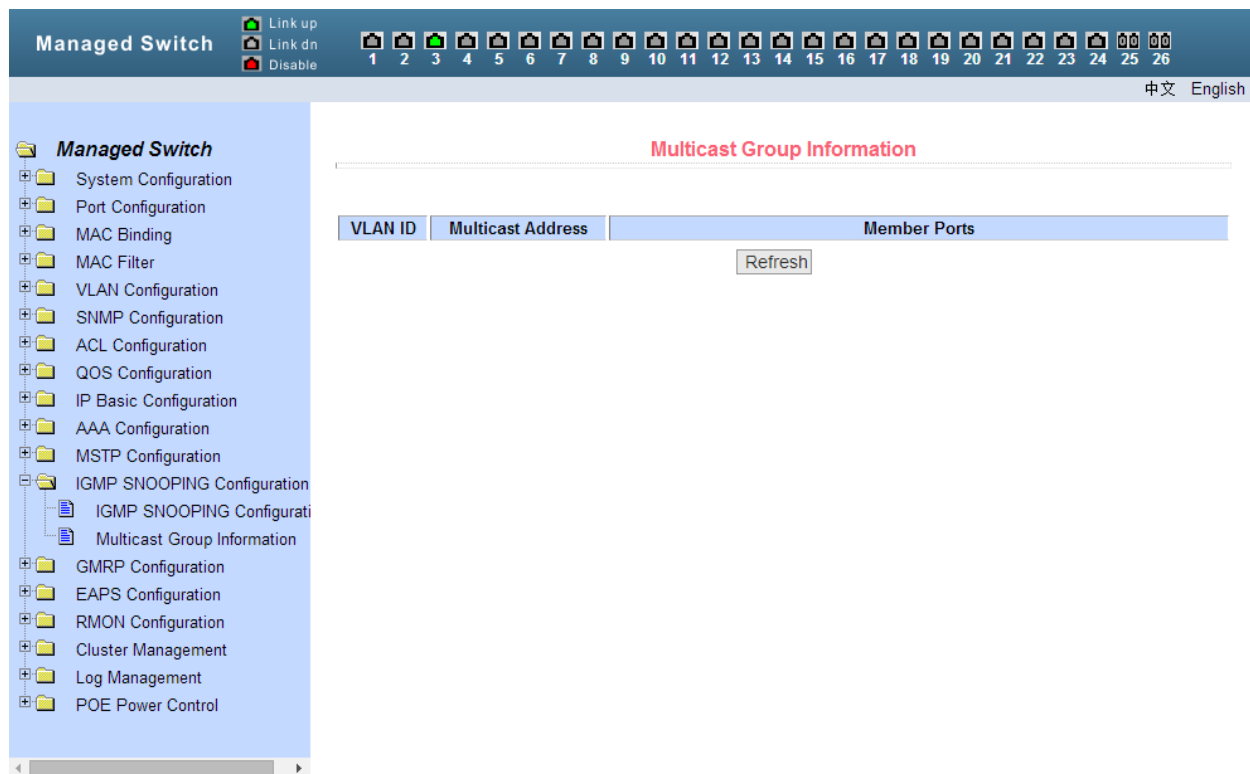 Managed Switch
Link up
Link dn
Disable
1 2 3 4 5 6 7 8 9 10 11 12 13 14 15 16 17 18 19 20 21 22 23 24 25 26
中文 English
Managed Switch
System Configuration
Port Configuration
MAC Binding
MAC Filter
VLAN Configuration
SNMP Configuration
ACL Configuration
QOS Configuration
IP Basic Configuration
AAA Configuration
MSTP Configuration
IGMP SNOOPING Configuration
IGMP SNOOPING Configurati
Multicast Group Information
GMRP Configuration
EAPS Configuration
RMON Configuration
Cluster Management
Log Management
POE Power Control
Multicast Group Information
VLAN ID Multicast Address Member Ports
Refresh